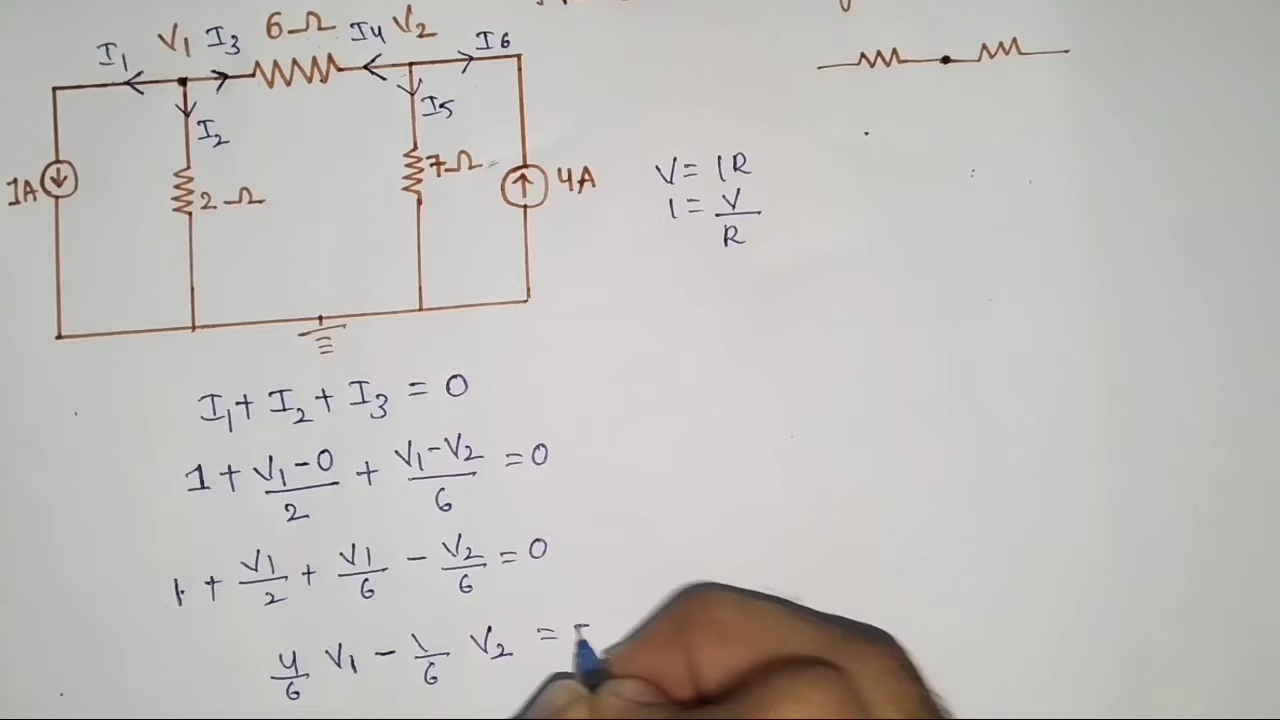 I₁ V₁ I₃ 6Ω I4 V₂ I6
I₂ I5
1A 2Ω 7Ω 4A
V = IR
I = V/R
I₁ + I₂ + I₃ = 0
1 + (V₁ - 0)/2 + (V₁ - V₂)/6 = 0
1 + V₁/2 + V₁/6 - V₂/6 = 0
4/6 V₁ - 1/6 V₂ = -